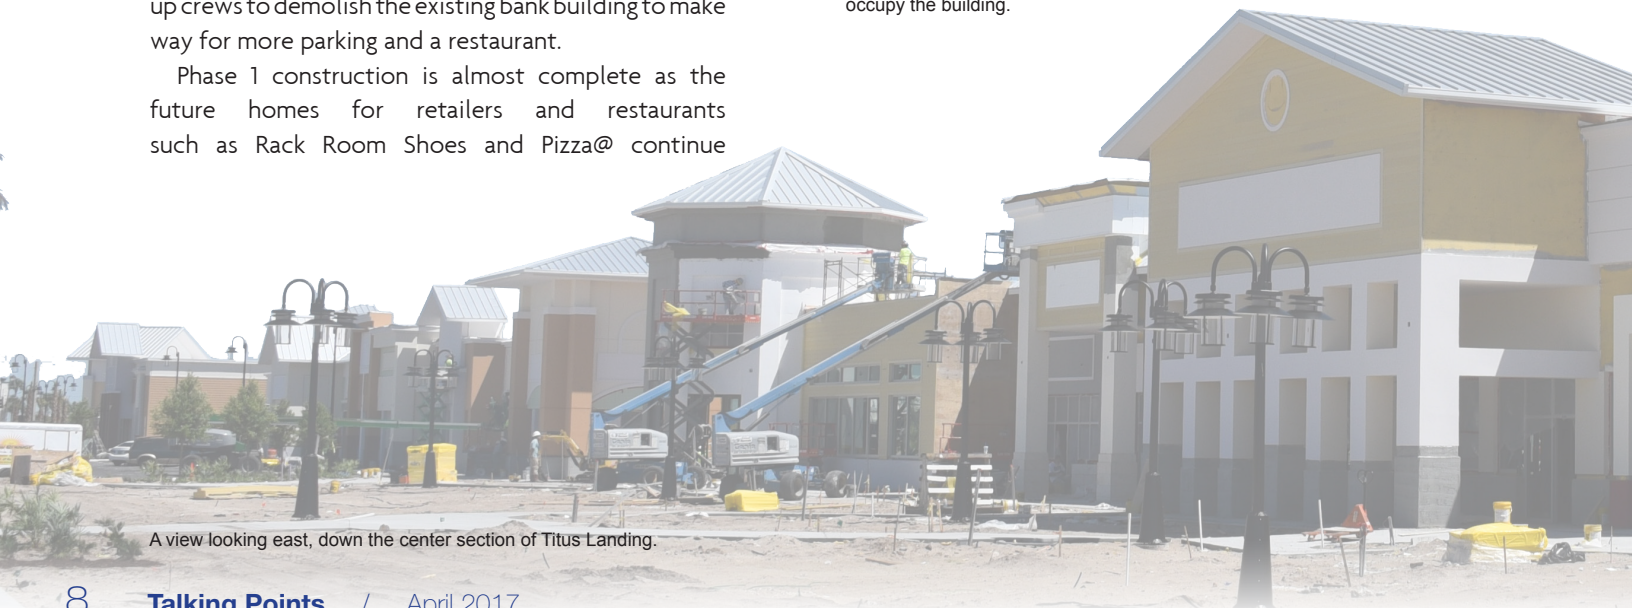 up crews to demolish the existing bank building to make
way for more parking and a restaurant.
Phase 1 construction is almost complete as the
future homes for retailers and restaurants
such as Rack Room Shoes and Pizza@ continue
occupy the building.
A view looking east, down the center section of Titus Landing.
8 Talking Points / April 2017